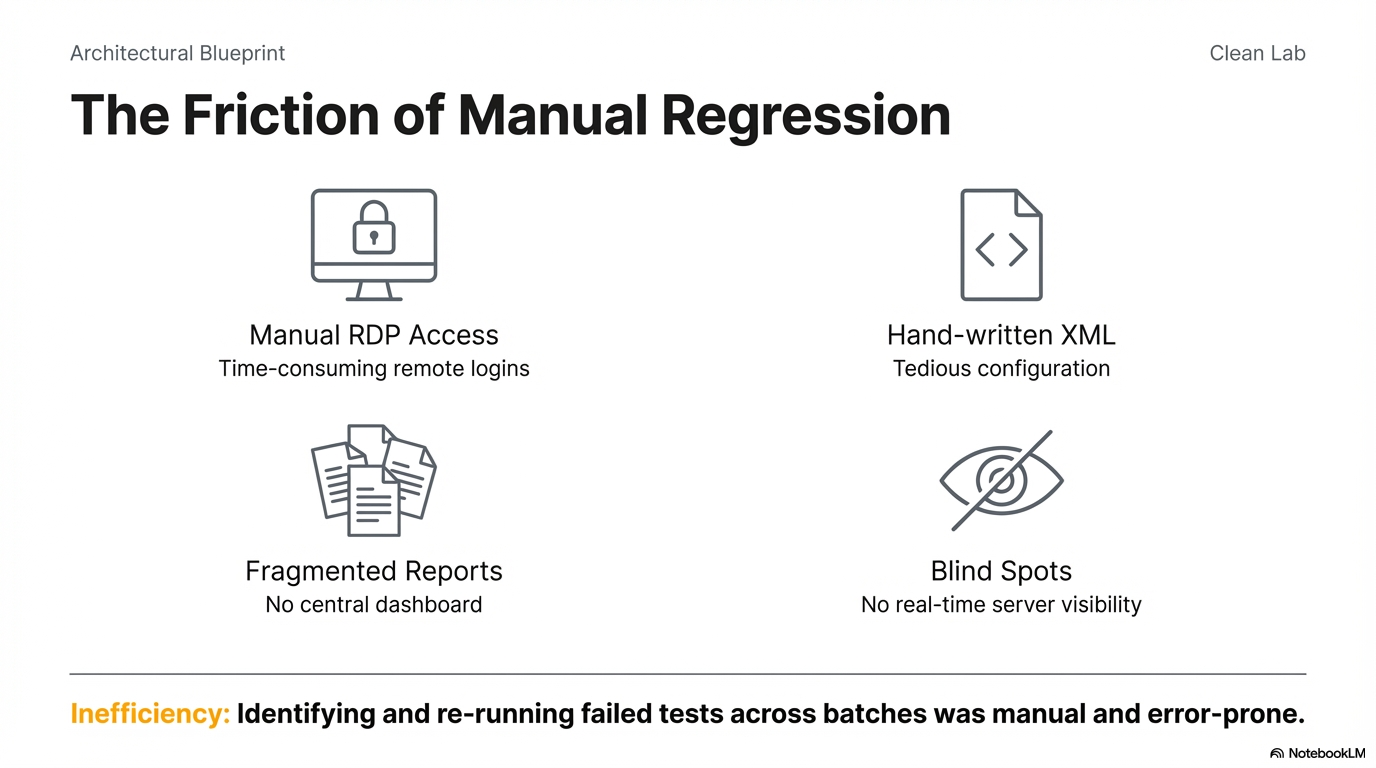 Architectural Blueprint
Clean Lab
The Friction of Manual Regression
Manual RDP Access
Time-consuming remote logins
Hand-written XML
Tedious configuration
Fragmented Reports
No central dashboard
Blind Spots
No real-time server visibility
Inefficiency: Identifying and re-running failed tests across batches was manual and error-prone.
NotebookLM